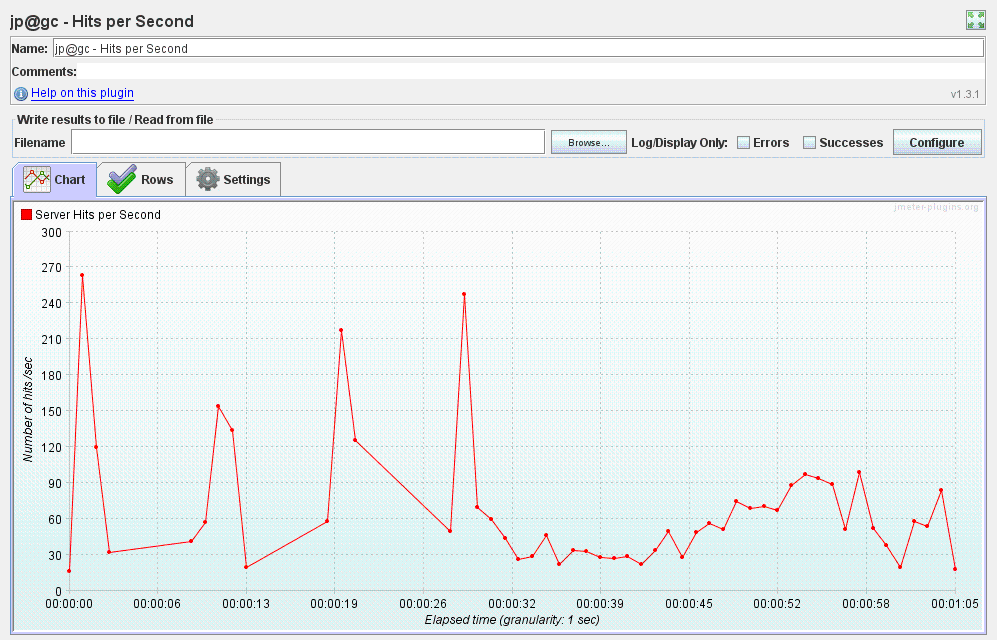 jp@gc - Hits per Second
Name: jp@gc - Hits per Second
Comments:
Help on this plugin
v1.3.1
Write results to file / Read from file
Filename Browse... Log/Display Only: Errors Successes Configure
Chart Rows Settings
Server Hits per Second
jmeter-plugins.org
300
270
240
210
180
150
120
90
60
30
0
Number of hits /sec
00:00:00 00:00:06 00:00:13 00:00:19 00:00:26 00:00:32 00:00:39 00:00:45 00:00:52 00:00:58 00:01:05
Elapsed time (granularity: 1 sec)